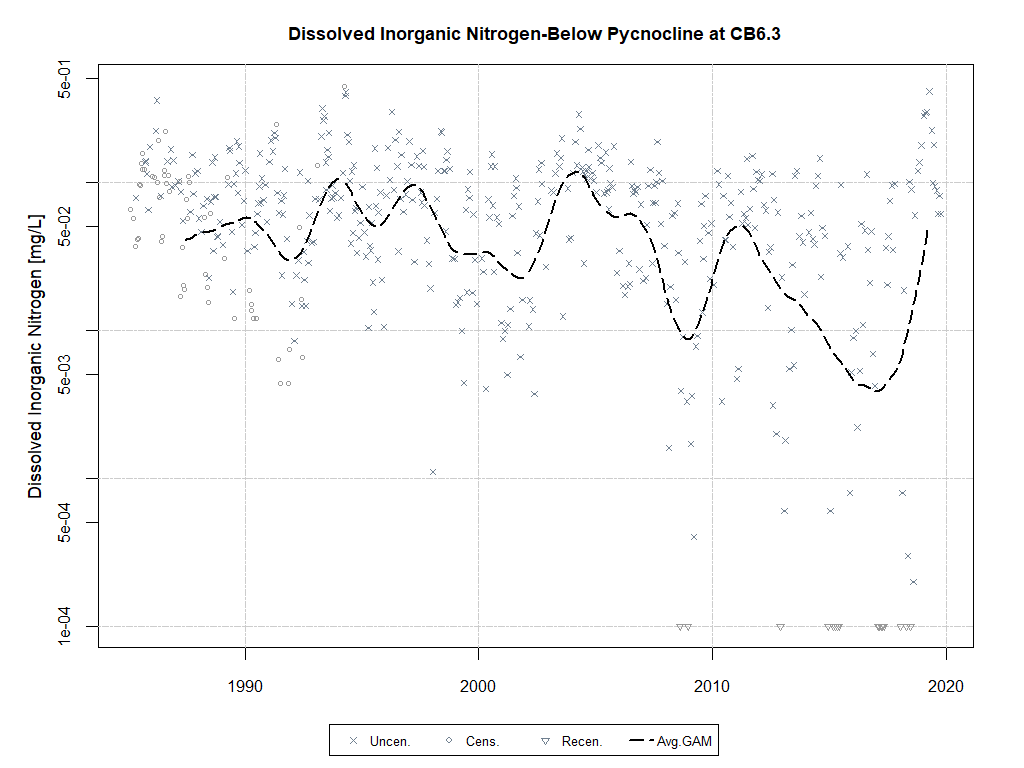 Dissolved Inorganic Nitrogen-Below Pycnocline at CB6.3
Dissolved Inorganic Nitrogen [mg/L]
5e-01
5e-02
5e-03
5e-04
1e-04
1990
2000
2010
2020
Uncen.
Cens.
Recen.
Avg.GAM